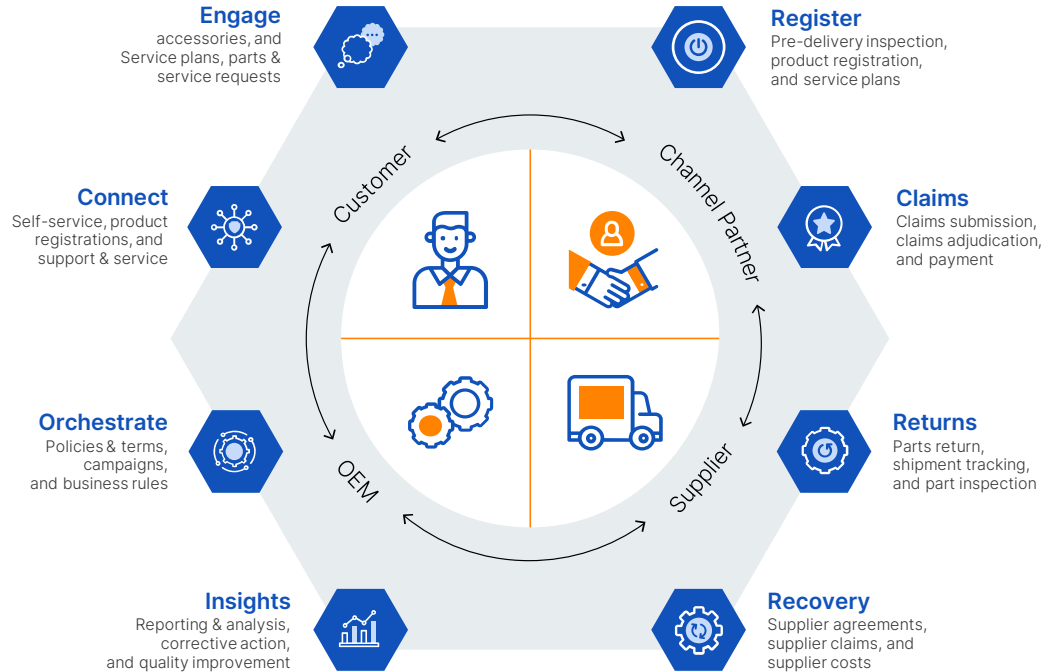 Engage
accessories, and
Service plans, parts &
service requests
Register
Pre-delivery inspection,
product registration,
and service plans
Customer
Channel Partner
Connect
Self-service, product
registrations, and
support & service
Claims
Claims submission,
claims adjudication,
and payment
Orchestrate
Policies & terms,
campaigns,
and business rules
Returns
Parts return,
shipment tracking,
and part inspection
OEM
Supplier
Insights
Reporting & analysis,
corrective action,
and quality improvement
Recovery
Supplier agreements,
supplier claims, and
supplier costs